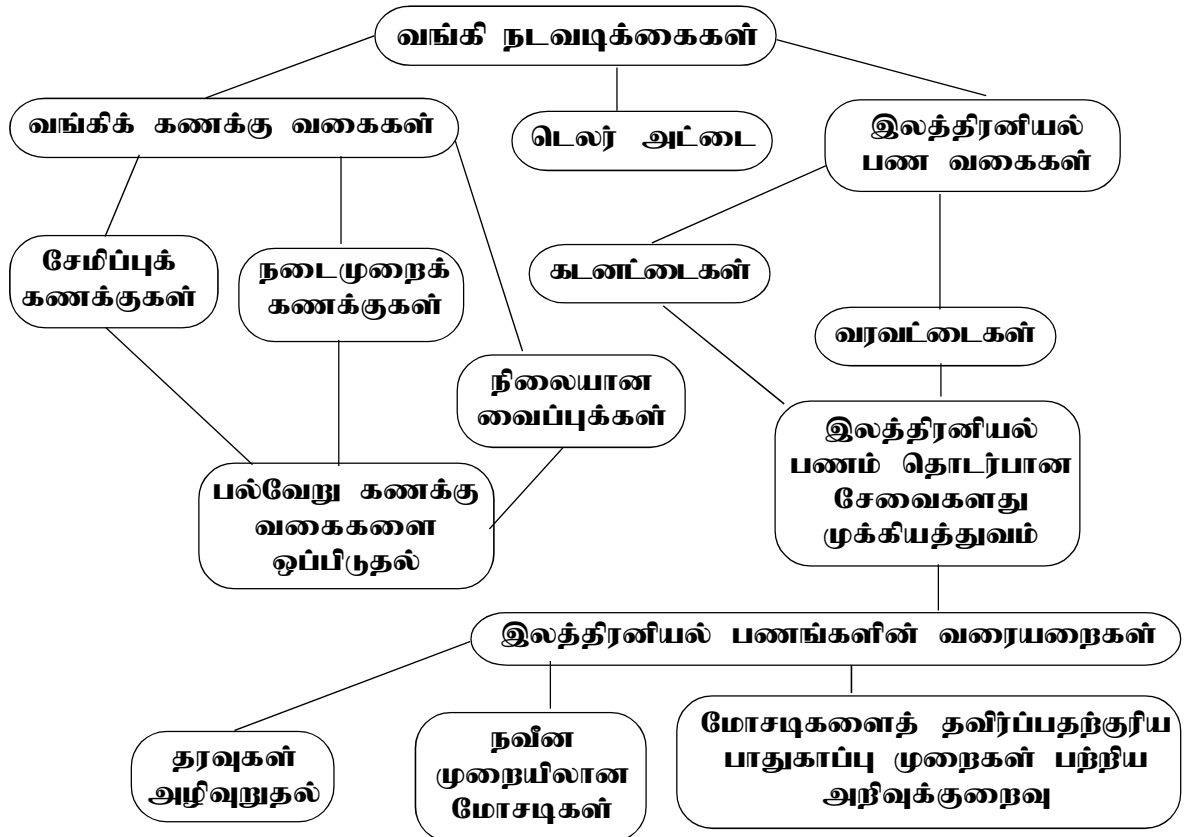 வங்கி நடவடிக்கைகள்
வங்கிக் கணக்கு வகைகள்
டெலர் அட்டை
இலத்திரனியல்
பண வகைகள்
சேமிப்புக்
கணக்குகள்
நடைமுறைக்
கணக்குகள்
கடனட்டைகள்
வரவட்டைகள்
நிலையான
வைப்புக்கள்
இலத்திரனியல்
பணம் தொடர்பான
சேவைகளது
முக்கியத்துவம்
பல்வேறு கணக்கு
வகைகளை
ஒப்பிடுதல்
இலத்திரனியல் பணங்களின் வரையறைகள்
தரவுகள்
அழிவுறுதல்
நவீன
முறையிலான
மோசடிகள்
மோசடிகளைத் தவிர்ப்பதற்குரிய
பாதுகாப்பு முறைகள் பற்றிய
அறிவுக்குறைவு